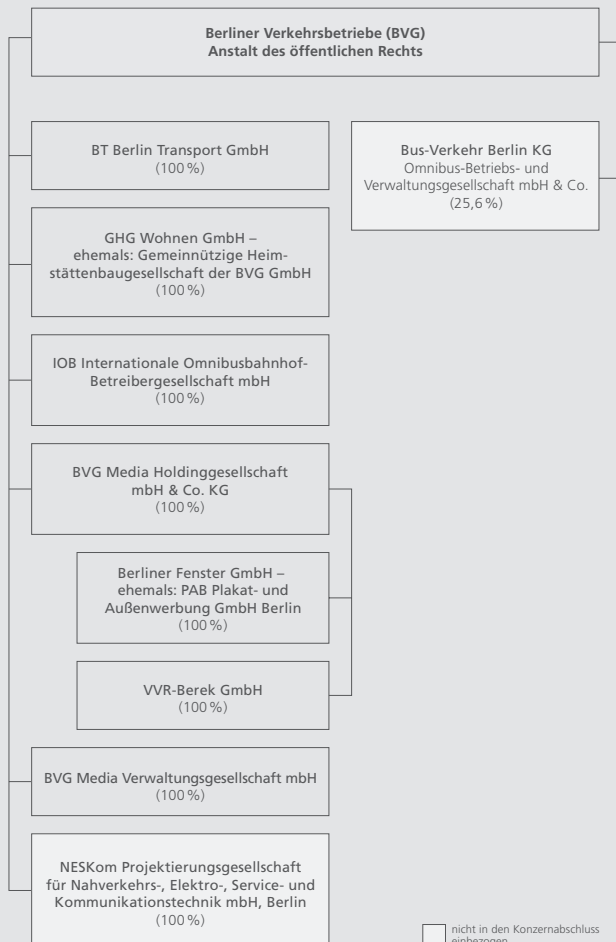 Berliner Verkehrsbetriebe (BVG)
Anstalt des öffentlichen Rechts
BT Berlin Transport GmbH
(100 %)
Bus-Verkehr Berlin KG
Omnibus-Betriebs- und
Verwaltungsgesellschaft mbH & Co.
(25,6 %)
GHG Wohnen GmbH –
ehemals: Gemeinnützige Heim-
stättenbaugesellschaft der BVG GmbH
(100 %)
IOB Internationale Omnibusbahnhof-
Betreibergesellschaft mbH
(100 %)
BVG Media Holdinggesellschaft
mbH & Co. KG
(100 %)
Berliner Fenster GmbH –
ehemals: PAB Plakat- und
Außenwerbung GmbH Berlin
(100 %)
VVR-Berek GmbH
(100 %)
BVG Media Verwaltungsgesellschaft mbH
(100 %)
NESKom Projektierungsgesellschaft
für Nahverkehrs-, Elektro-, Service- und
Kommunikationstechnik mbH, Berlin
(100 %)
nicht in den Konzernabschluss
einbezogen